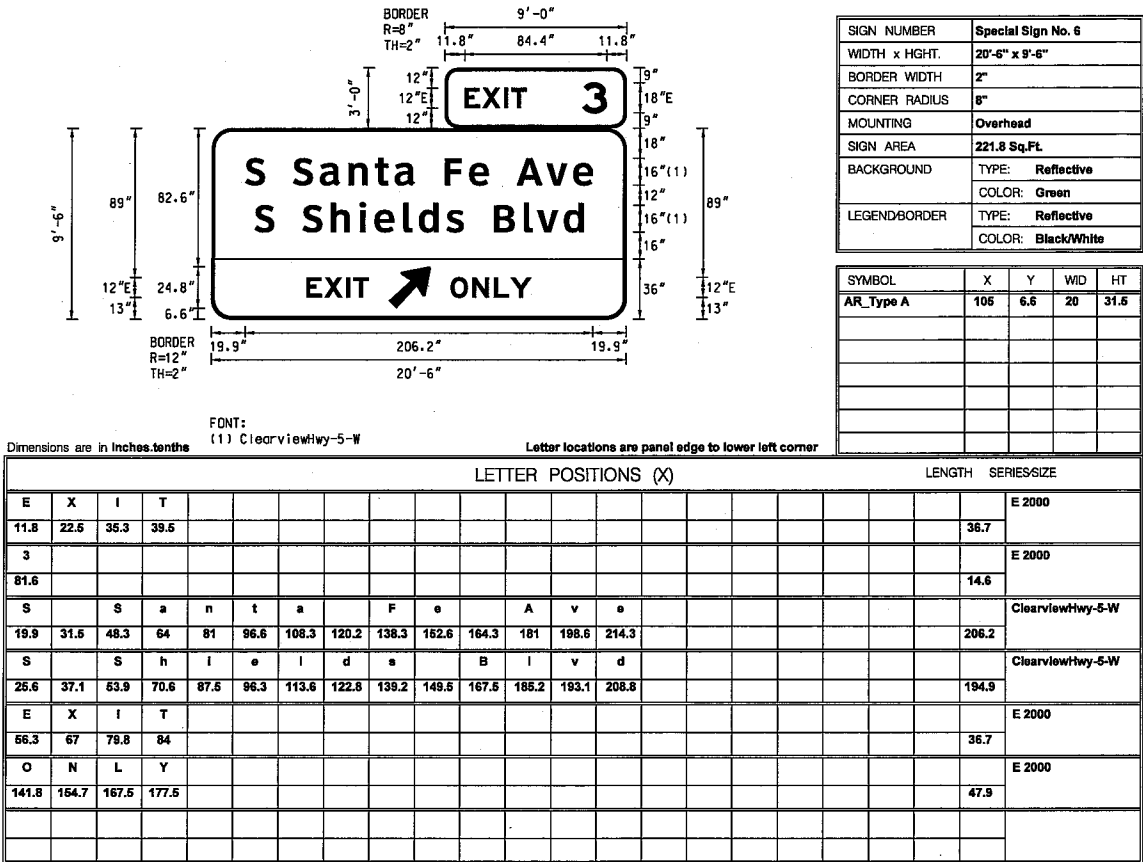 BORDER
R=8"
TH=2"
9'-0"
11.8" 84.4" 11.8"
3'-0"
12"
12"E
12"
EXIT 3
9"
18"E
9"
9'-6"
89"
12"E
13"
82.6"
24.8"
6.6"
S Santa Fe Ave
S Shields Blvd
EXIT ONLY
18"
16"(1)
12"
16"(1)
16"
36"
89"
12"E
13"
BORDER
R=12"
TH=2"
19.9" 206.2" 19.9"
20'-6"
FONT:
(1) ClearviewHwy-5-W
SIGN NUMBER Special Sign No. 6
WIDTH x HGHT. 20'-6" x 9'-6"
BORDER WIDTH 2"
CORNER RADIUS 8"
MOUNTING Overhead
SIGN AREA 221.8 Sq.Ft.
BACKGROUND TYPE: Reflective
COLOR: Green
LEGEND/BORDER TYPE: Reflective
COLOR: Black/White
SYMBOL X Y WID HT
AR_Type A 105 6.6 20 31.5
Dimensions are in inches.tenths
Letter locations are panel edge to lower left corner
LETTER POSITIONS (X) LENGTH SERIES/SIZE
E X I T E 2000
11.8 22.5 35.3 39.5 36.7
3 E 2000
81.6 14.6
S S a n t a F e A v e ClearviewHwy-5-W
19.9 31.5 48.3 64 81 96.6 108.3 120.2 138.3 152.6 164.3 181 198.6 214.3 206.2
S S h i e l d s B l v d ClearviewHwy-5-W
25.6 37.1 53.9 70.6 87.5 96.3 113.6 122.8 139.2 149.5 167.5 185.2 193.1 208.8 194.9
E X I T E 2000
56.3 67 79.8 84 36.7
O N L Y E 2000
141.8 154.7 167.5 177.5 47.9